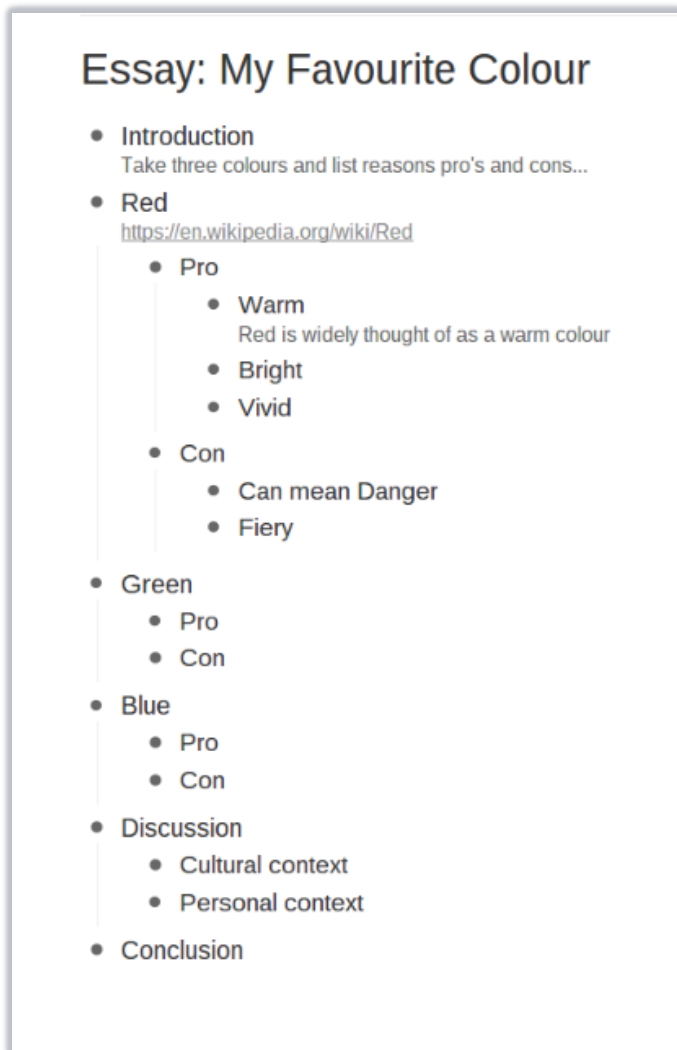 Essay: My Favourite Colour
Introduction
Take three colours and list reasons pro's and cons...
Red
https://en.wikipedia.org/wiki/Red
Pro
Warm
Red is widely thought of as a warm colour
Bright
Vivid
Con
Can mean Danger
Fiery
Green
Pro
Con
Blue
Pro
Con
Discussion
Cultural context
Personal context
Conclusion